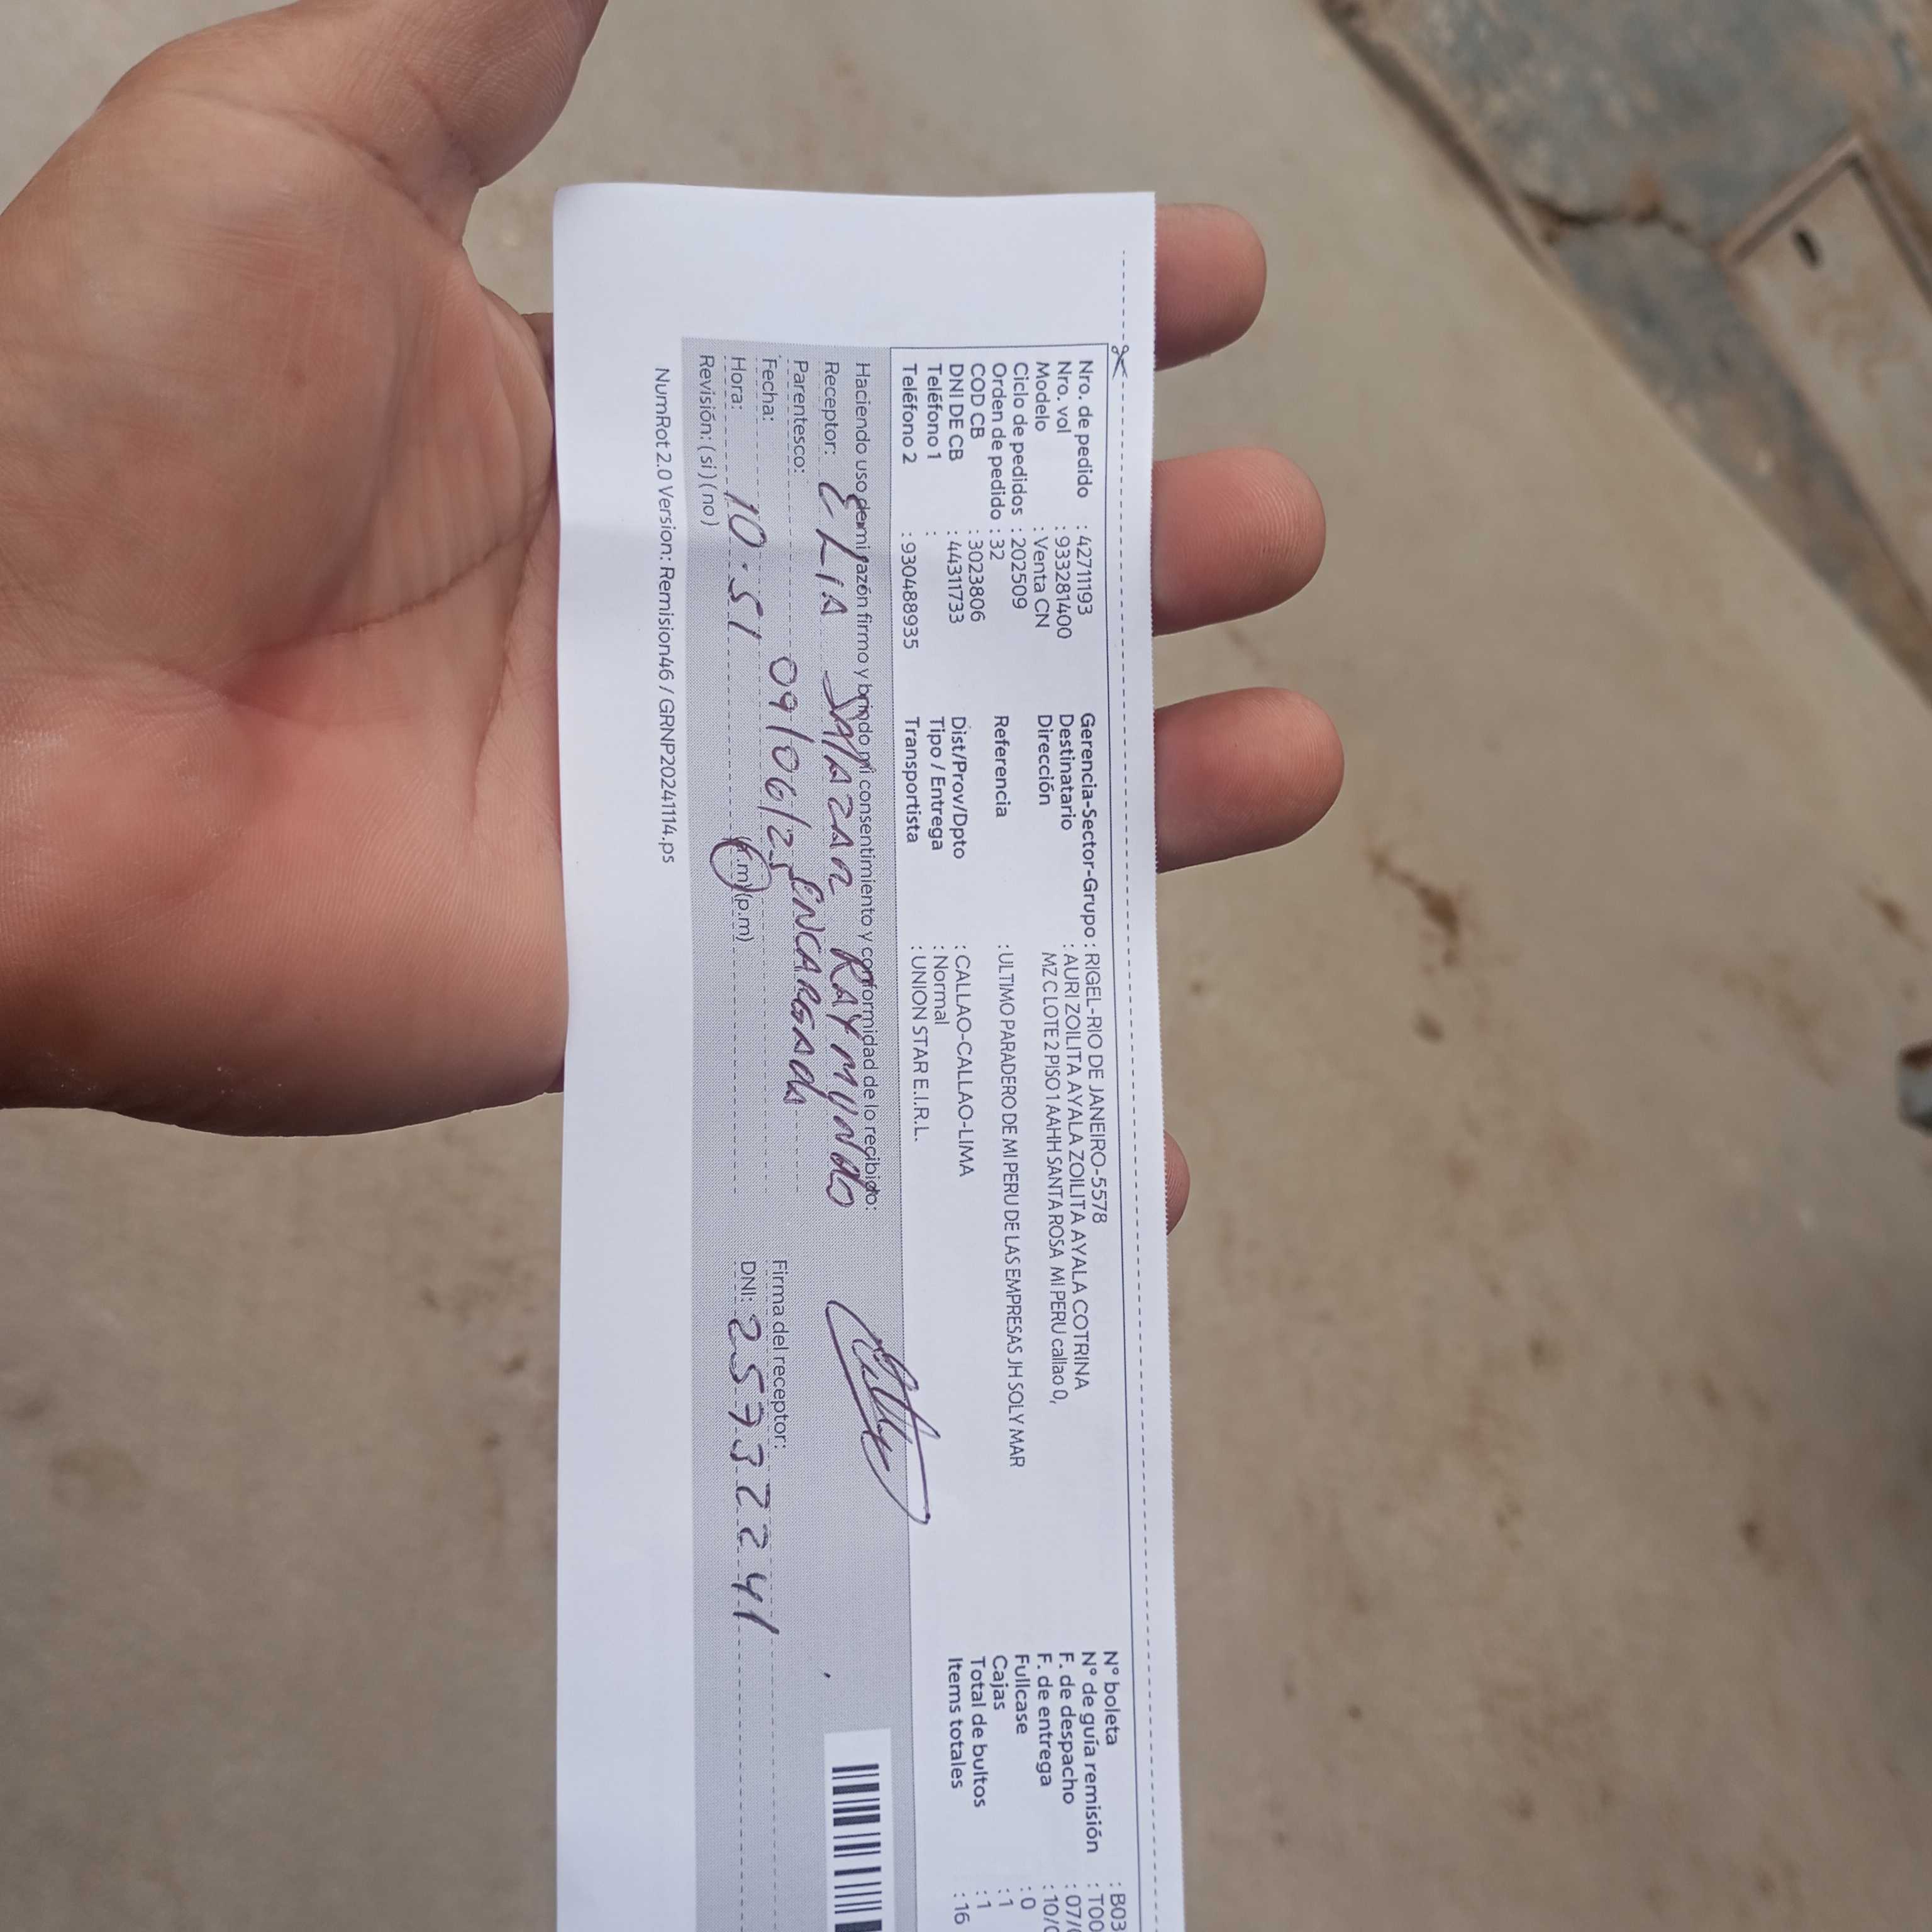 Nro. de pedido : 42711193
Nro. vol : 933281400
Modelo : Venta CN
Ciclo de pedidos : 202509
Orden de pedido : 32
COD CB : 3023806
DNI DE CB : 44311733
Teléfono 1 :
Teléfono 2 : 930488935
Gerencia-Sector-Grupo : RIGEL-RIO DE JANEIRO-5578
Destinatario : AURI ZOILITA AYALA ZOILITA AYALA COTRINA
Dirección MZ C LOTE 2 PISO 1 AAHH SANTA ROSA MI PERU callao 0,
Referencia : ULTIMO PARADERO DE MI PERU DE LAS EMPRESAS JH SOLY MAR
Dist/Prov/Dpto : CALLAO-CALLAO-LIMA
Tipo / Entrega : Normal
Transportista : UNION STAR E.I.R.L.
N° boleta : B03
N° de guía remisión : T00
F. de despacho : 07/0
F. de entrega : 10/0
Fullcase : 0
Cajas : 1
Total de bultos : 1
Items totales : 16
Haciendo uso de mi razón firmo y brindo mi consentimiento y conformidad de lo recibido:
Receptor: ELIA SALAZAR RAYMUNDO
Parentesco: ENCARGADA
Fecha: 09/06/25
Hora: 10:51 (a.m) (p.m)
Revisión: ( si ) ( no )
Firma del receptor:
DNI: 25732241
NumRot 2.0 Version: Remision46 / GRNP20241114.ps